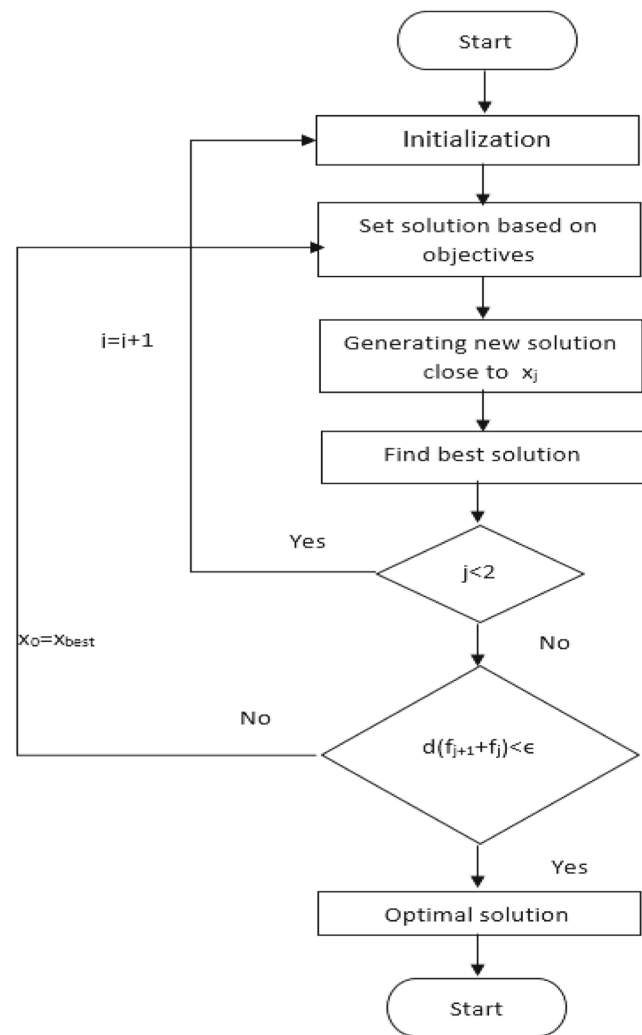 Start
Initialization
Set solution based on
objectives
i=i+1
Generating new solution
close to xⱼ
Find best solution
Yes
j<2
x₀=x_best
No
No
d(fⱼ₊₁+fⱼ)<ϵ
Yes
Optimal solution
Start